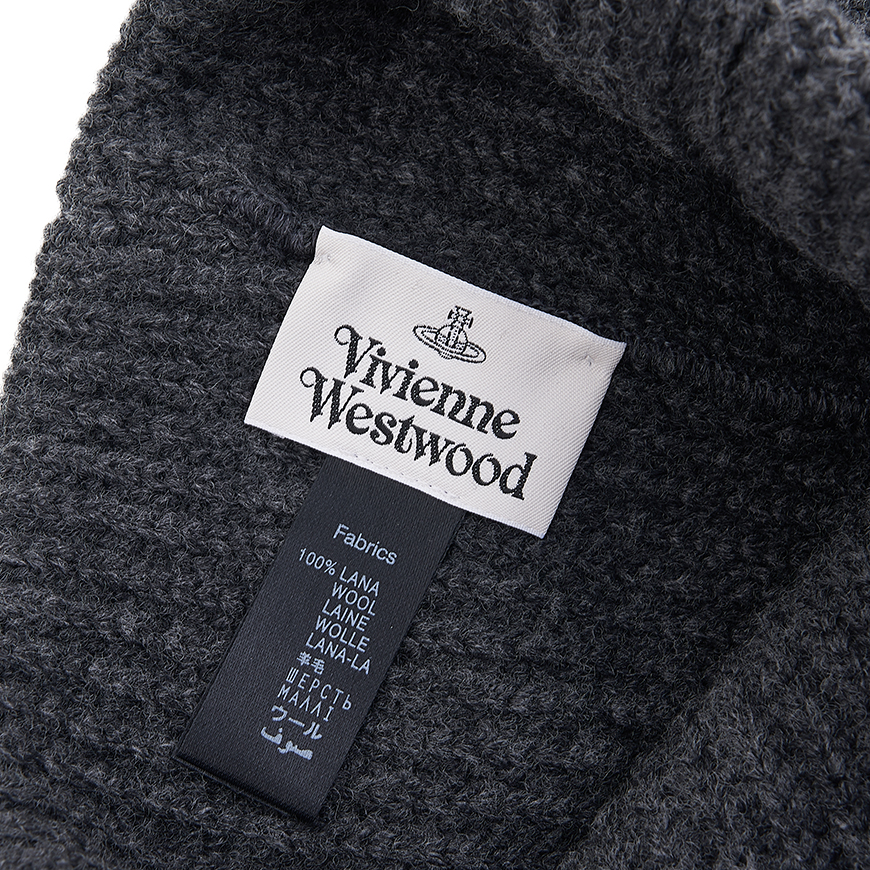 Vivienne
Westwood
Fabrics
100% LANA
WOOL
LAINE
WOLLE
LANA-LA
羊毛
ШЕРСТЬ
ΜΑΛΛΙ
ウール
صوف